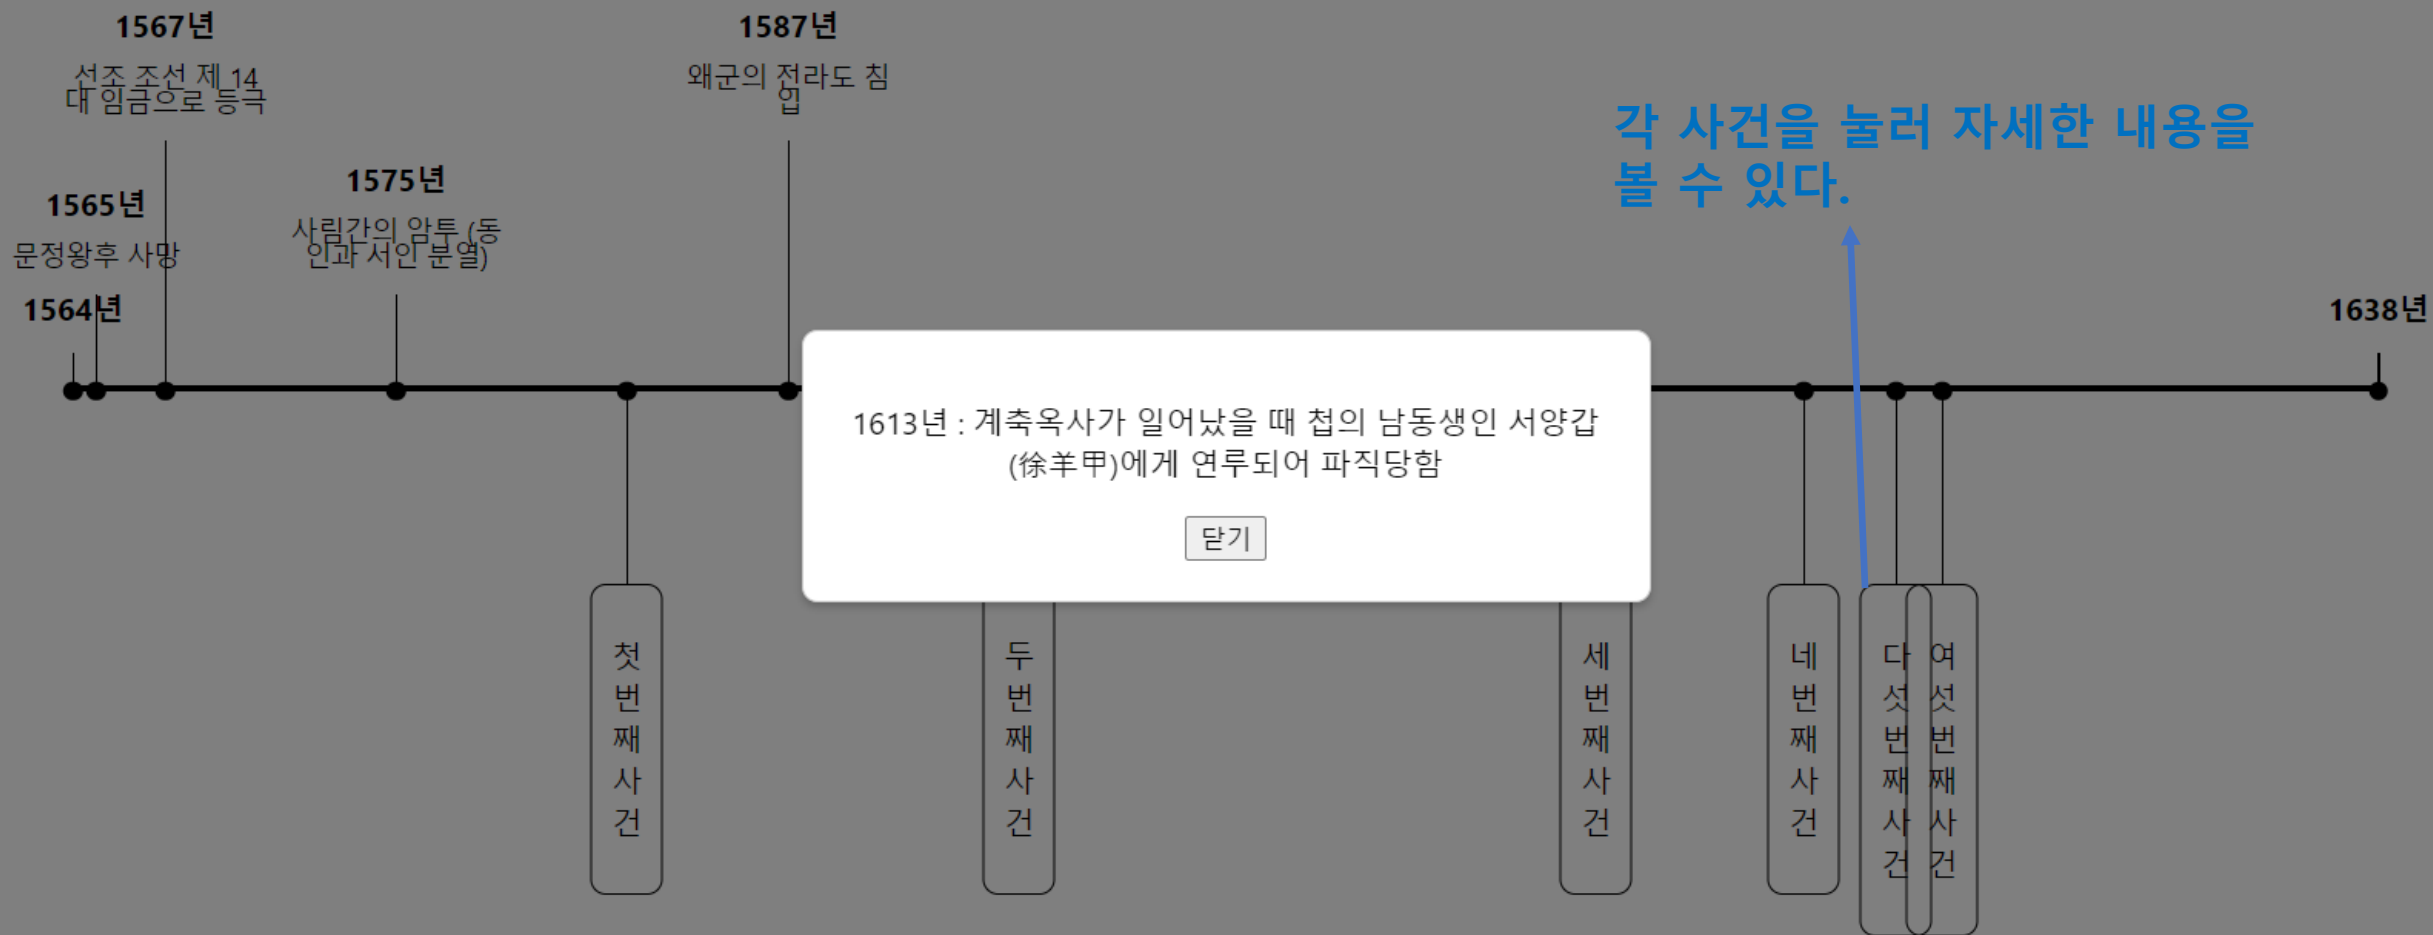 1567년
선조 조선 제 14
대 임금으로 등극
1587년
왜군의 전라도 침
입
각 사건을 눌러 자세한 내용을
볼 수 있다.
1575년
사림간의 암투 (동
인과 서인 분열)
1565년
문정왕후 사망
1564년
1638년
1613년 : 계축옥사가 일어났을 때 첩의 남동생인 서양갑
(徐羊甲)에게 연루되어 파직당함
닫기
첫번째사건
두번째사건
세번째사건
네번째사건
다섯번째사건
여섯번째사건